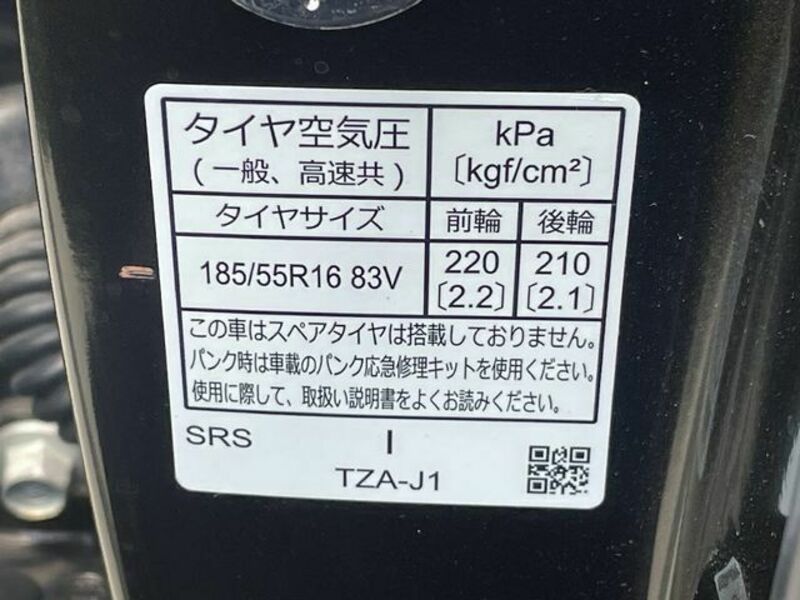 タイヤ空気圧
(一般、高速共)
kPa
〔kgf/cm²〕
タイヤサイズ
前輪
後輪
185/55R16 83V
220
〔2.2〕
210
〔2.1〕
この車はスペアタイヤは搭載しておりません。
パンク時は車載のパンク応急修理キットを使用ください。
使用に際して、取扱い説明書をよくお読みください。
SRS
I
TZA-J1